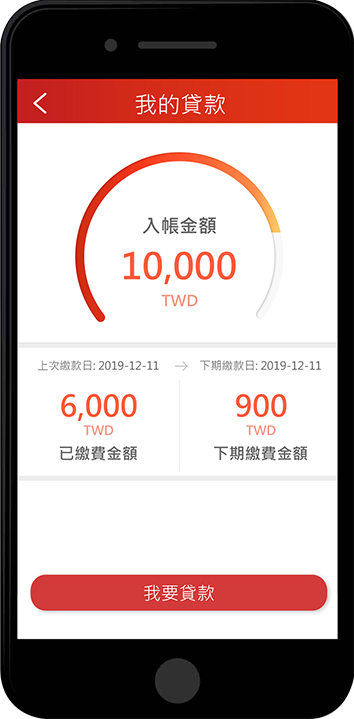 我的貸款
入帳金額
10,000
TWD
上次繳款日: 2019-12-11
下期繳款日: 2019-12-11
6,000
TWD
已繳費金額
900
TWD
下期繳費金額
我要貸款